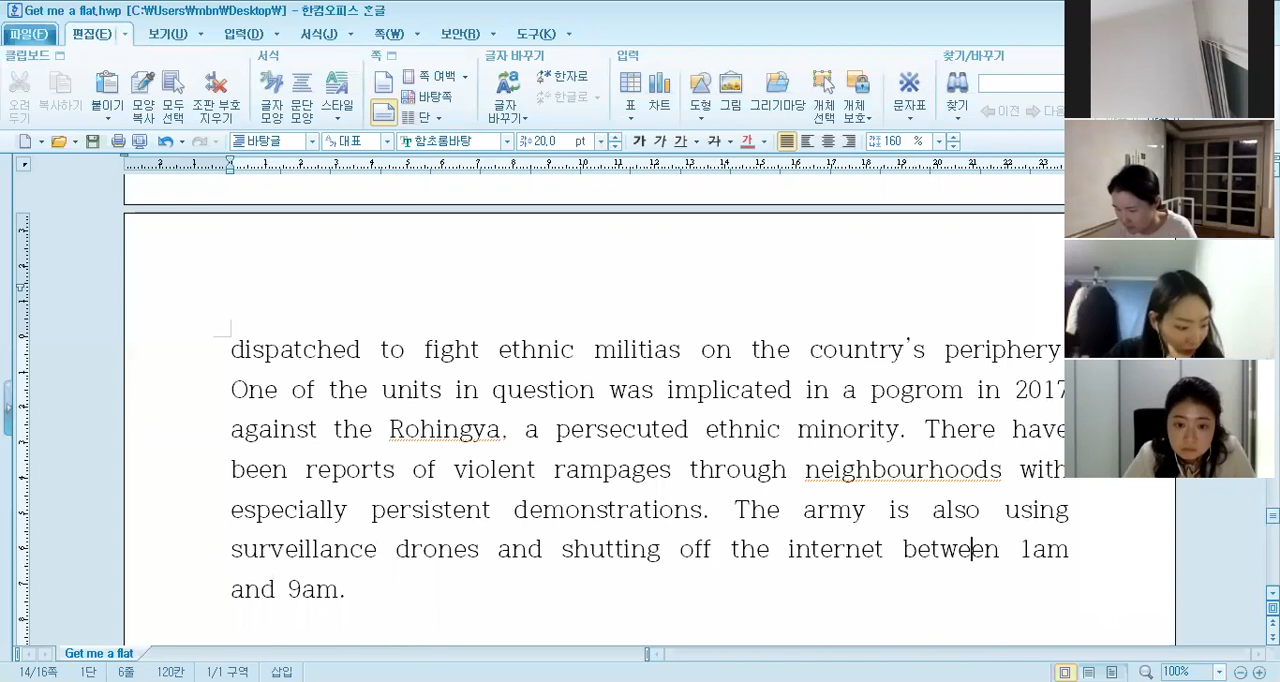 Get me a flat.hwp [C:₩Users₩mbn₩Desktop₩] - 한컴오피스 한글
파일(F) 편집(E) 보기(U) 입력(D) 서식(J) 쪽(W) 보안(R) 도구(K)
클립보드 서식 쪽 글자 바꾸기 입력 찾기/바꾸기
오려 두기 복사하기 붙이기 모양 복사 모두 선택 조판 부호 지우기 글자 모양 문단 스타일 쪽 여백 바탕쪽 단 글자 바꾸기 한자로 한글로 표 차트 도형 그림 그리기마당 개체 선택 개체 보호 문자표 찾기 이전 다음
바탕글 대표 함초롬바탕 20,0 pt 가 가 가 가 가 160 %
dispatched to fight ethnic militias on the country's periphery
One of the units in question was implicated in a pogrom in 2017
against the Rohingya, a persecuted ethnic minority. There have
been reports of violent rampages through neighbourhoods with
especially persistent demonstrations. The army is also using
surveillance drones and shutting off the internet between 1am
and 9am.
Get me a flat
14/16쪽 1단 6줄 120칸 1/1 구역 삽입 100%